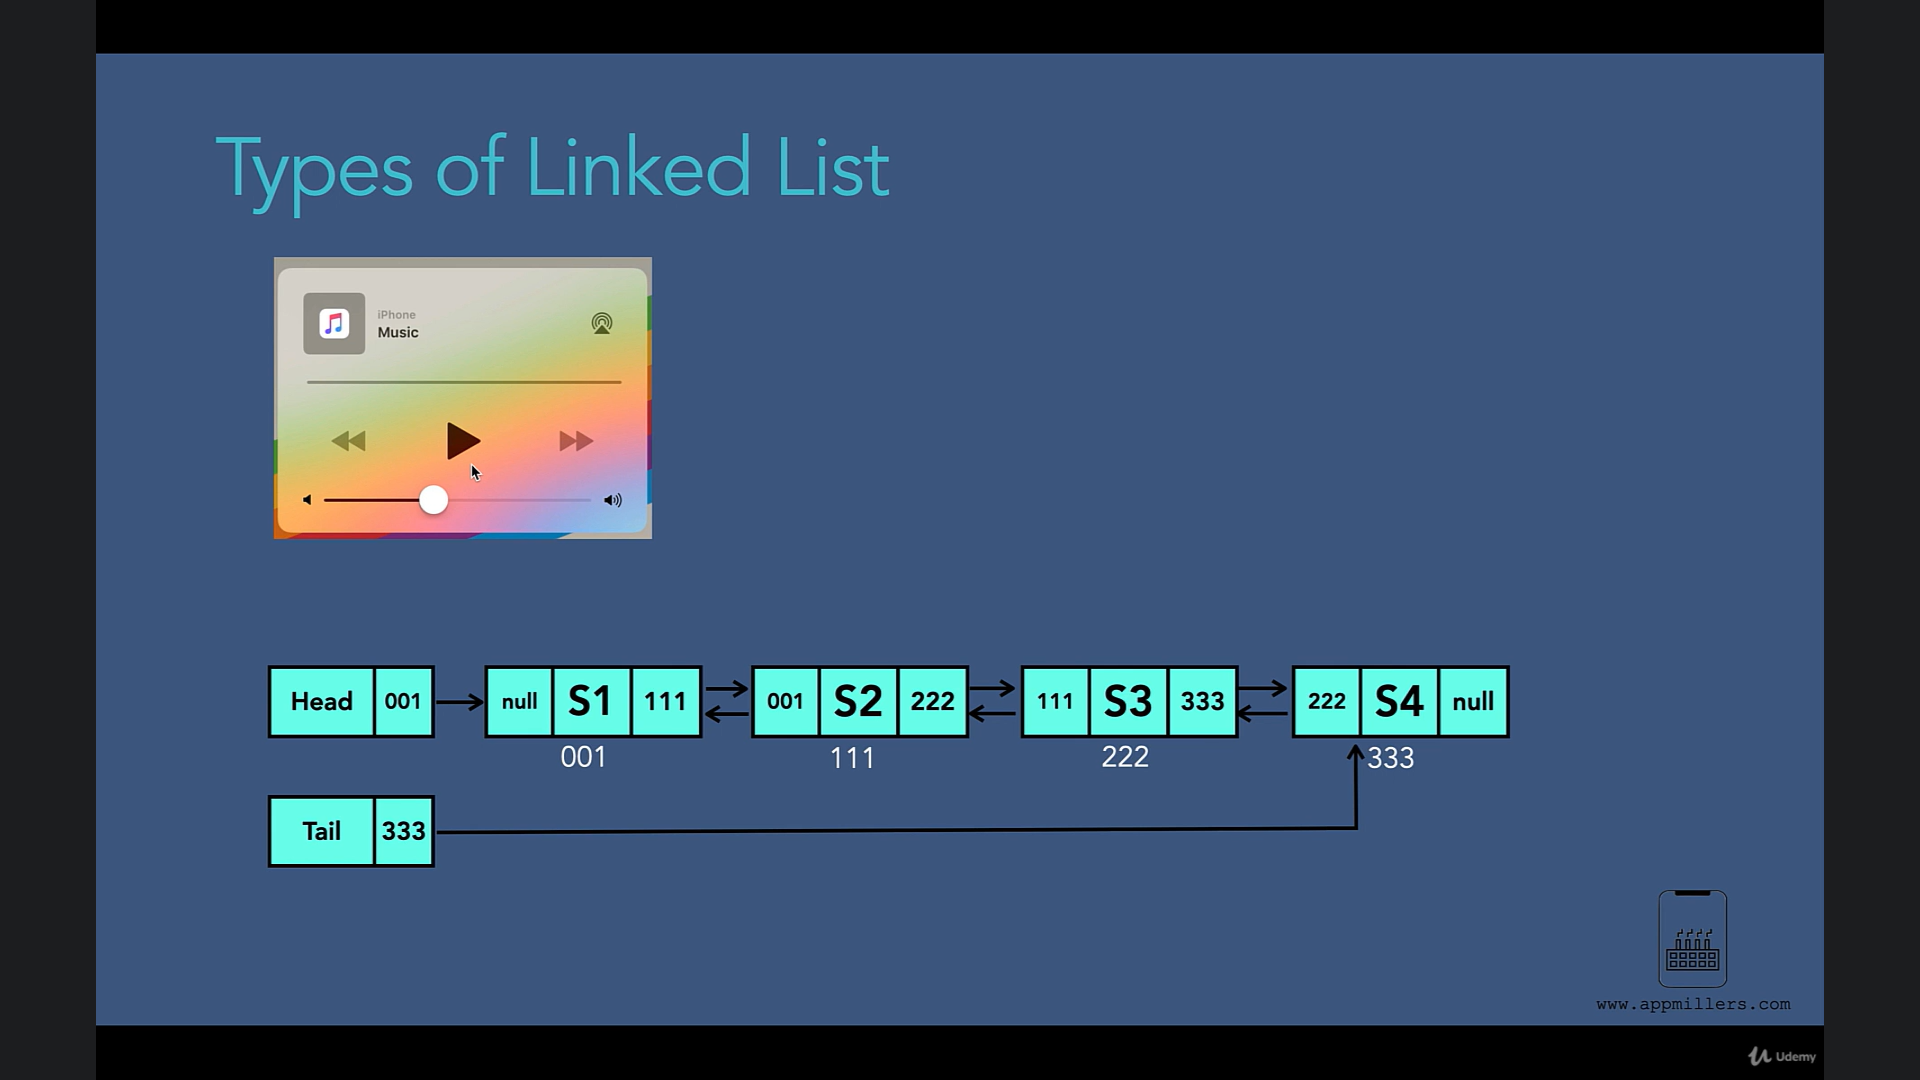 Types of Linked List
iPhone
Music
Head 001 null S1 111 001 S2 222 111 S3 333 222 S4 null
001 111 222 333
Tail 333
www.appmillers.com
Udemy